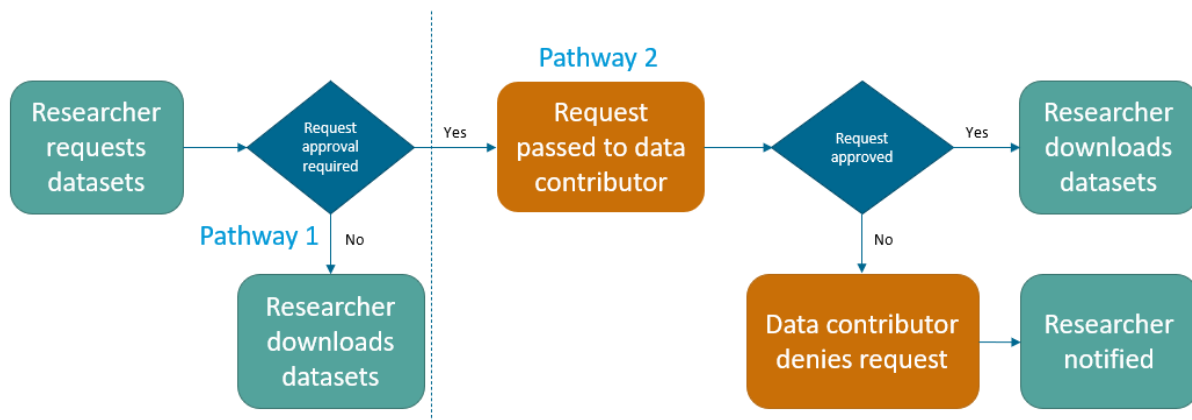 Pathway 2
Researcher
requests
datasets
Request
approval
required
Yes
Request
passed to data
contributor
Request
approved
Yes
Researcher
downloads
datasets
Pathway 1
No
No
Researcher
downloads
datasets
Data contributor
denies request
Researcher
notified